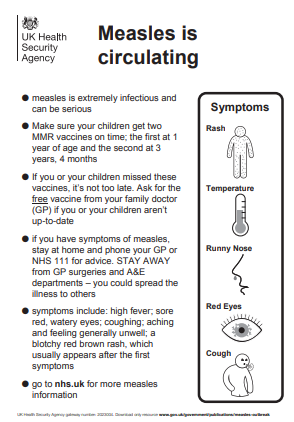 UK Health
Security
Agency
Measles is
circulating
● measles is extremely infectious and
can be serious
● Make sure your children get two
MMR vaccines on time; the first at 1
year of age and the second at 3
years, 4 months
● If you or your children missed these
vaccines, it's not too late. Ask for the
free vaccine from your family doctor
(GP) if you or your children aren't
up-to-date
● if you have symptoms of measles,
stay at home and phone your GP or
NHS 111 for advice. STAY AWAY
from GP surgeries and A&E
departments – you could spread the
illness to others
● symptoms include: high fever; sore
red, watery eyes; coughing; aching
and feeling generally unwell; a
blotchy red brown rash, which
usually appears after the first
symptoms
● go to nhs.uk for more measles
information
Symptoms
Rash
Temperature
Runny Nose
Red Eyes
Cough
UK Health Security Agency gateway number: Download only resource www.gov.uk/government/publications/measles-outbreak